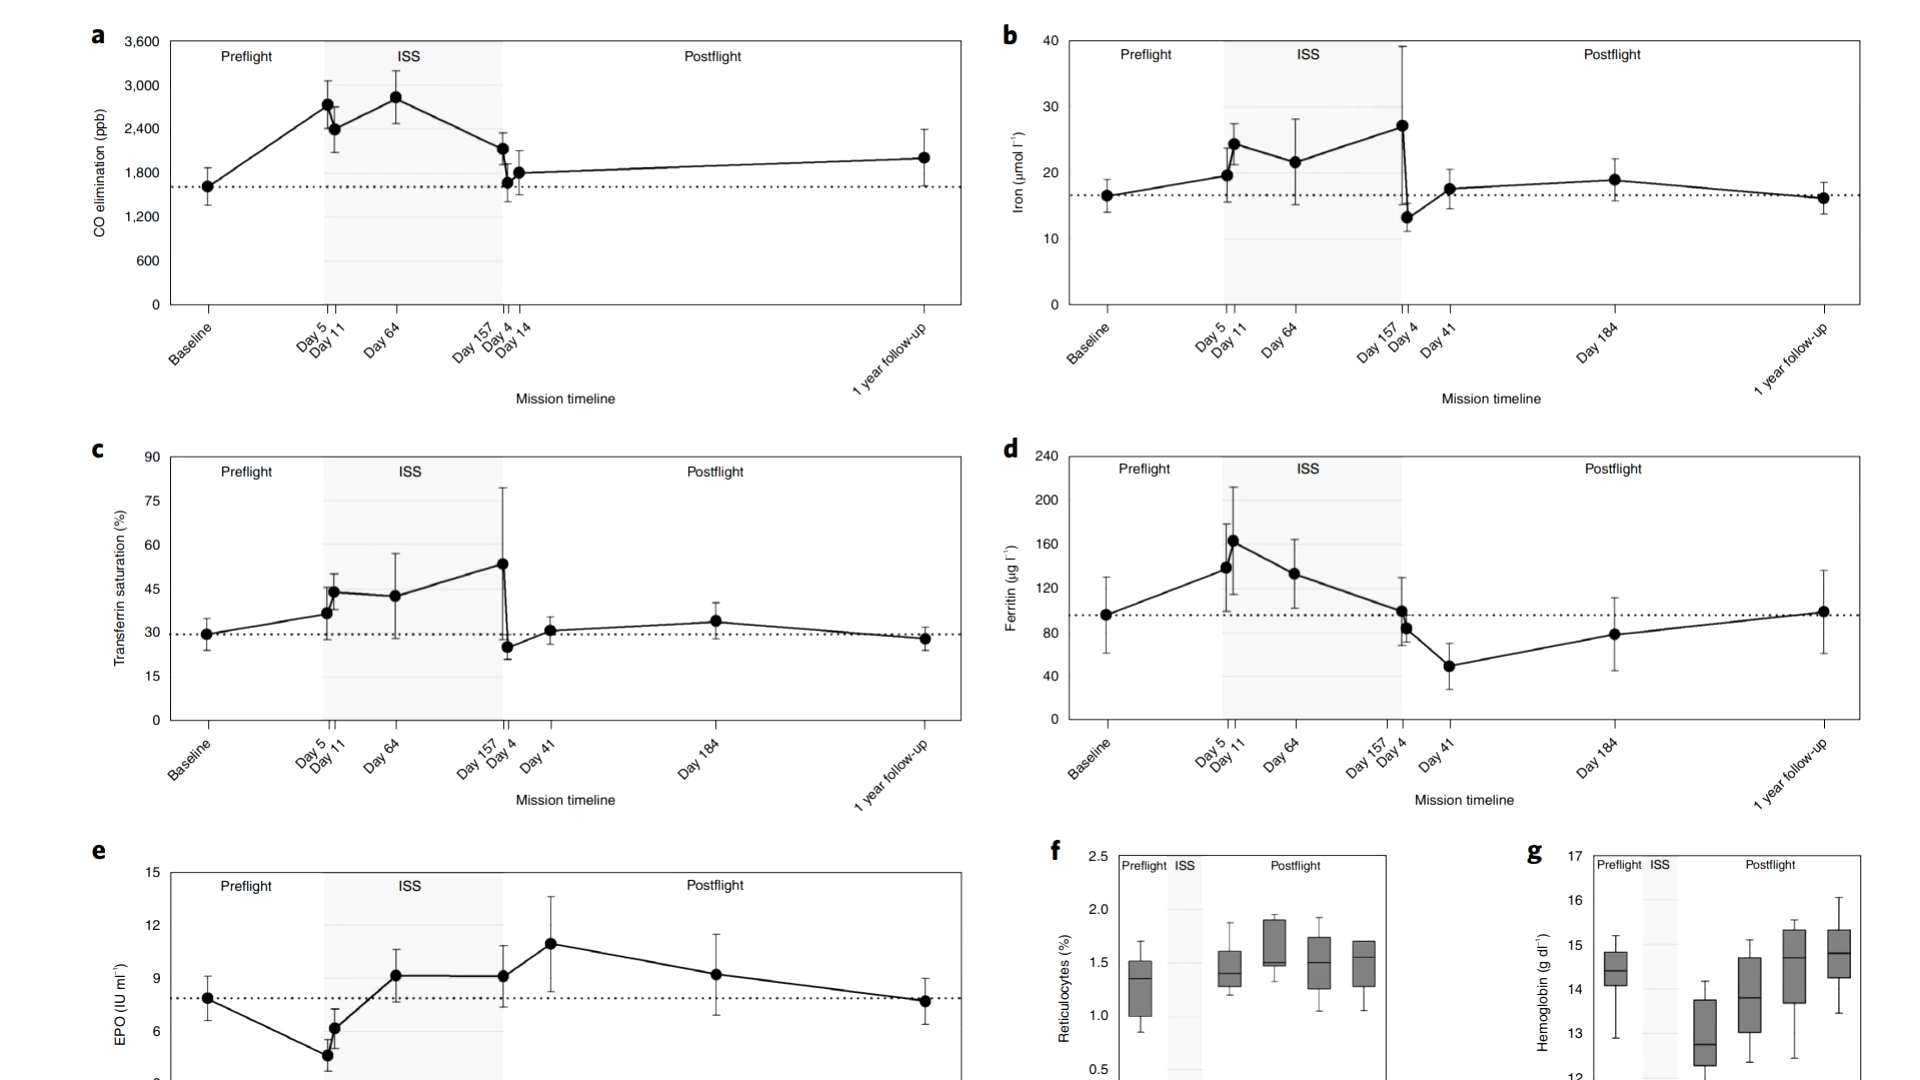 a
3,600
3,000
2,400
1,800
1,200
600
0
CO elimination (ppb)
Preflight
ISS
Postflight
Baseline
Day 5
Day 11
Day 64
Day 157
Day 4
Day 14
1 year follow-up
Mission timeline
b
40
30
20
10
0
Iron (μmol l⁻¹)
Preflight
ISS
Postflight
Baseline
Day 5
Day 11
Day 64
Day 157
Day 4
Day 41
Day 184
1 year follow-up
Mission timeline
c
90
75
60
45
30
15
0
Transferrin saturation (%)
Preflight
ISS
Postflight
Baseline
Day 5
Day 11
Day 64
Day 157
Day 4
Day 41
Day 184
1 year follow-up
Mission timeline
d
240
200
160
120
80
40
0
Ferritin (μg l⁻¹)
Preflight
ISS
Postflight
Baseline
Day 5
Day 11
Day 64
Day 157
Day 4
Day 41
Day 184
1 year follow-up
Mission timeline
e
15
12
9
6
EPO (IU ml⁻¹)
Preflight
ISS
Postflight
f
2.5
2.0
1.5
1.0
0.5
Reticulocytes (%)
Preflight
ISS
Postflight
g
17
16
15
14
13
12
Hemoglobin (g dl⁻¹)
Preflight
ISS
Postflight